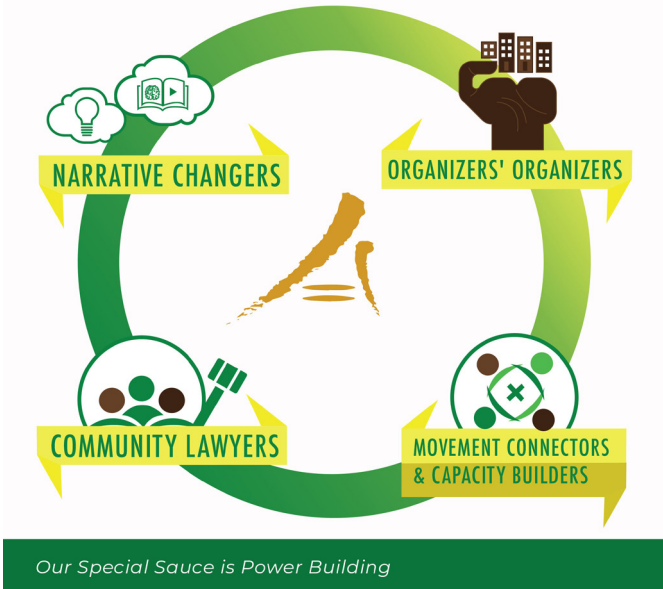 NARRATIVE CHANGERS
ORGANIZERS' ORGANIZERS
COMMUNITY LAWYERS
MOVEMENT CONNECTORS
& CAPACITY BUILDERS
Our Special Sauce is Power Building